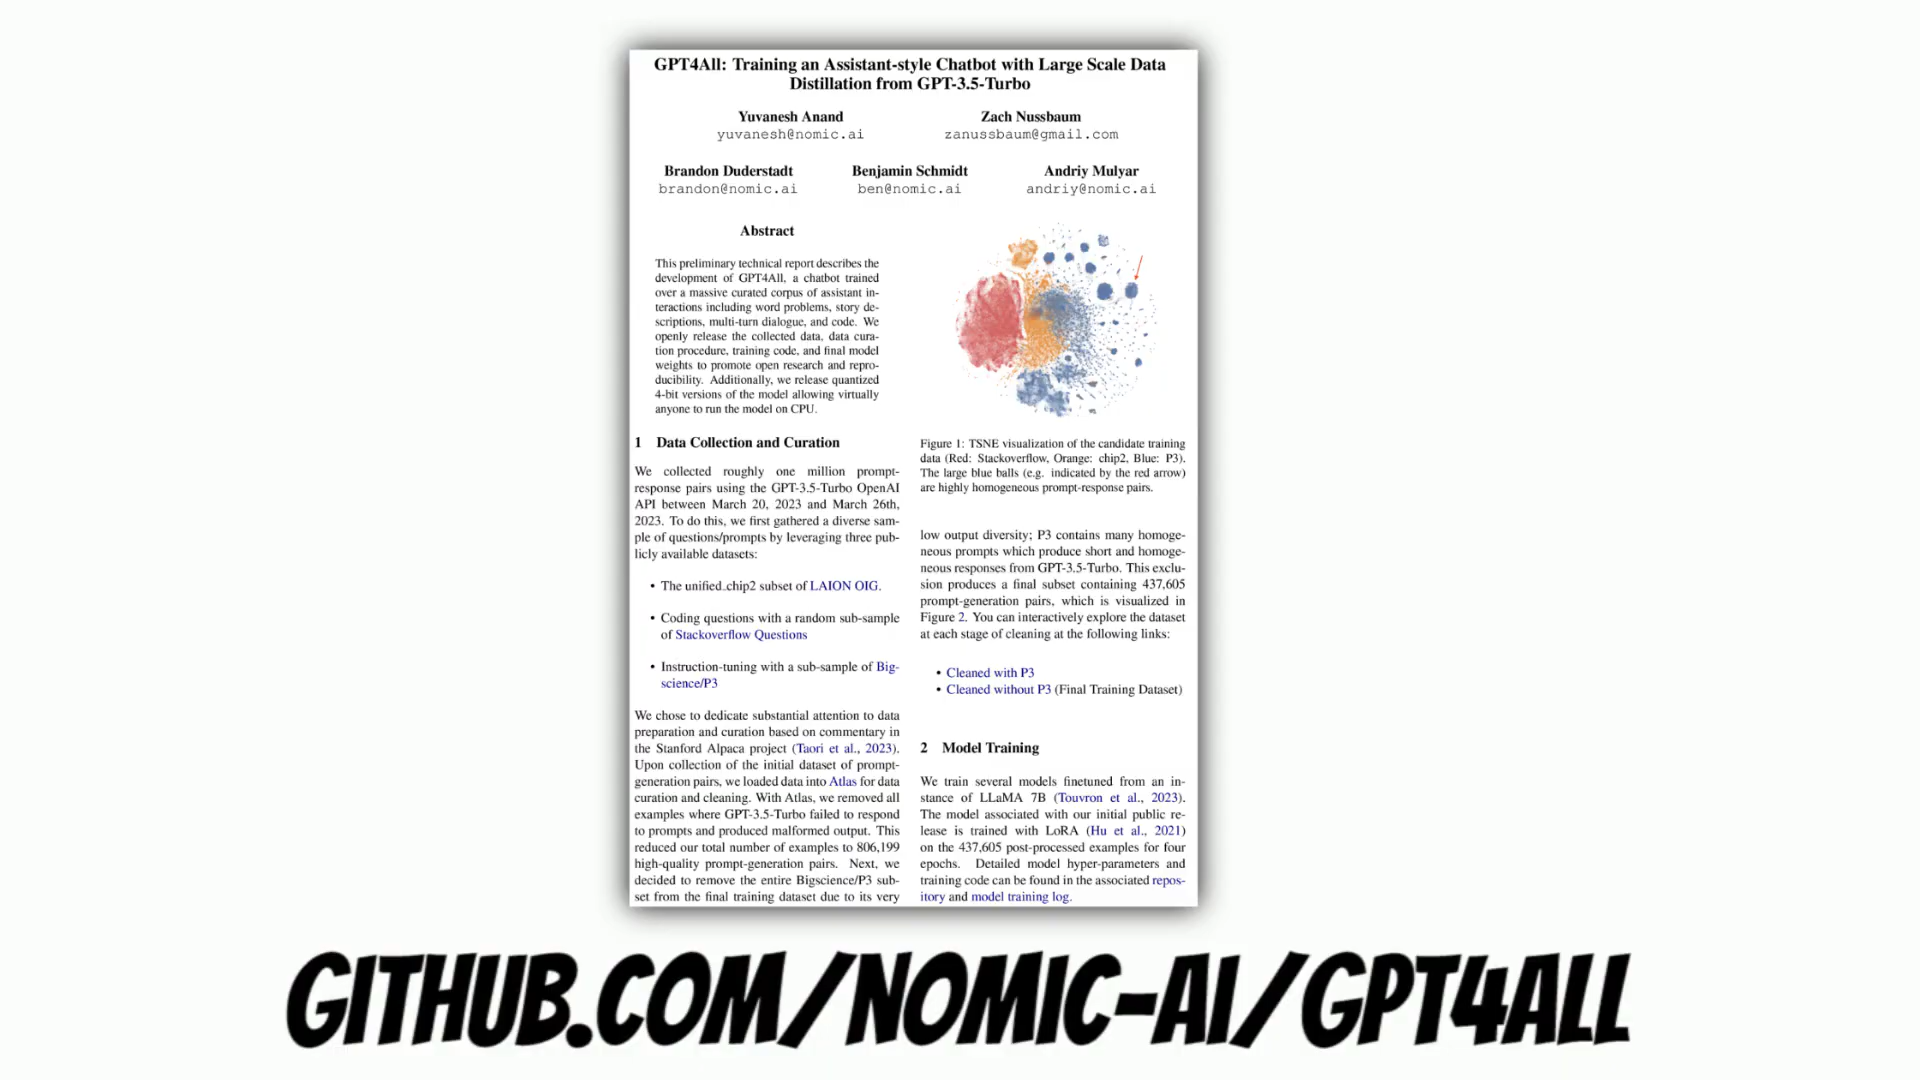 GPT4All: Training an Assistant-style Chatbot with Large Scale Data
Distillation from GPT-3.5-Turbo
Yuvanesh Anand
yuvanesh@nomic.ai
Zach Nussbaum
zanussbaum@gmail.com
Brandon Duderstadt
brandon@nomic.ai
Benjamin Schmidt
ben@nomic.ai
Andriy Mulyar
andriy@nomic.ai
Abstract
This preliminary technical report describes the
development of GPT4All, a chatbot trained
over a massive curated corpus of assistant in-
teractions including word problems, story de-
scriptions, multi-turn dialogue, and code. We
openly release the collected data, data cura-
tion procedure, training code, and final model
weights to promote open research and repro-
ducibility. Additionally, we release quantized
4-bit versions of the model allowing virtually
anyone to run the model on CPU.
1 Data Collection and Curation
We collected roughly one million prompt-
response pairs using the GPT-3.5-Turbo OpenAI
API between March 20, 2023 and March 26th,
2023. To do this, we first gathered a diverse sam-
ple of questions/prompts by leveraging three pub-
licly available datasets:
• The unified_chip2 subset of LAION OIG.
• Coding questions with a random sub-sample
of Stackoverflow Questions
• Instruction-tuning with a sub-sample of Big-
science/P3
We chose to dedicate substantial attention to data
preparation and curation based on commentary in
the Stanford Alpaca project (Taori et al., 2023).
Upon collection of the initial dataset of prompt-
generation pairs, we loaded data into Atlas for data
curation and cleaning. With Atlas, we removed all
examples where GPT-3.5-Turbo failed to respond
to prompts and produced malformed output. This
reduced our total number of examples to 806,199
high-quality prompt-generation pairs. Next, we
decided to remove the entire Bigscience/P3 sub-
set from the final training dataset due to its very
Figure 1: TSNE visualization of the candidate training
data (Red: Stackoverflow, Orange: chip2, Blue: P3).
The large blue balls (e.g. indicated by the red arrow)
are highly homogeneous prompt-response pairs.
low output diversity; P3 contains many homoge-
neous prompts which produce short and homoge-
neous responses from GPT-3.5-Turbo. This exclu-
sion produces a final subset containing 437,605
prompt-generation pairs, which is visualized in
Figure 2. You can interactively explore the dataset
at each stage of cleaning at the following links:
• Cleaned with P3
• Cleaned without P3 (Final Training Dataset)
2 Model Training
We train several models finetuned from an in-
stance of LLaMA 7B (Touvron et al., 2023).
The model associated with our initial public re-
lease is trained with LoRA (Hu et al., 2021)
on the 437,605 post-processed examples for four
epochs. Detailed model hyper-parameters and
training code can be found in the associated repos-
itory and model training log.
GITHUB.COM/NOMIC-AI/GPT4ALL